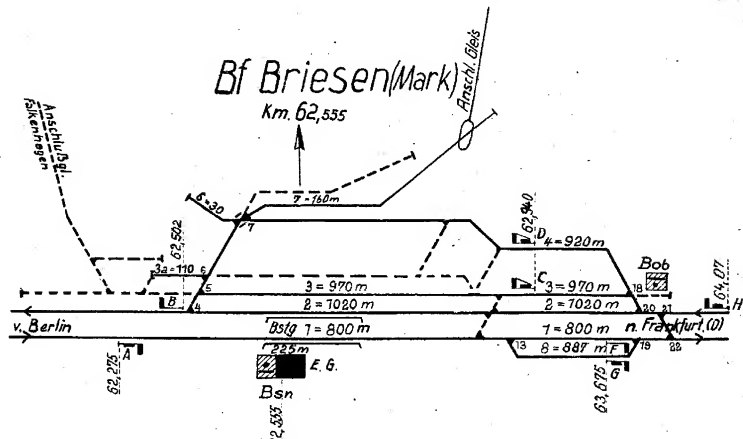 Bf Briesen (Mark)
Km. 62,555
Anschl. Gleis
Anschlußgl.
Falkenhagen
6=30
7=160m
7
62,502
62,940
D
4=920m
3a=110
6
5
3=970m
C
3=970m
18
Bob
64,07
B
4
2=1020m
2=1020m
20
21
H
v. Berlin
Bstg
1=800m
1=800m
n. Frankfurt (O)
A
62,275
225m
E.G.
Bsn
13
8=887m
F
G
19
22
63,675